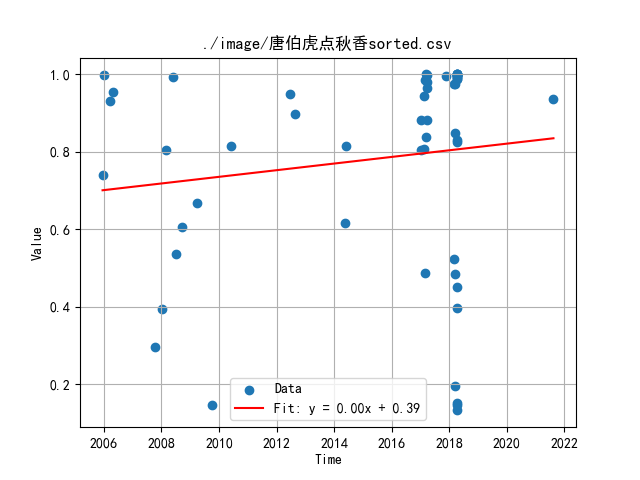 ./image/唐伯虎点秋香sorted.csv
1.0
0.8
0.6
0.4
0.2
Value
Data
Fit: y = 0.00x + 0.39
2006 2008 2010 2012 2014 2016 2018 2020 2022
Time